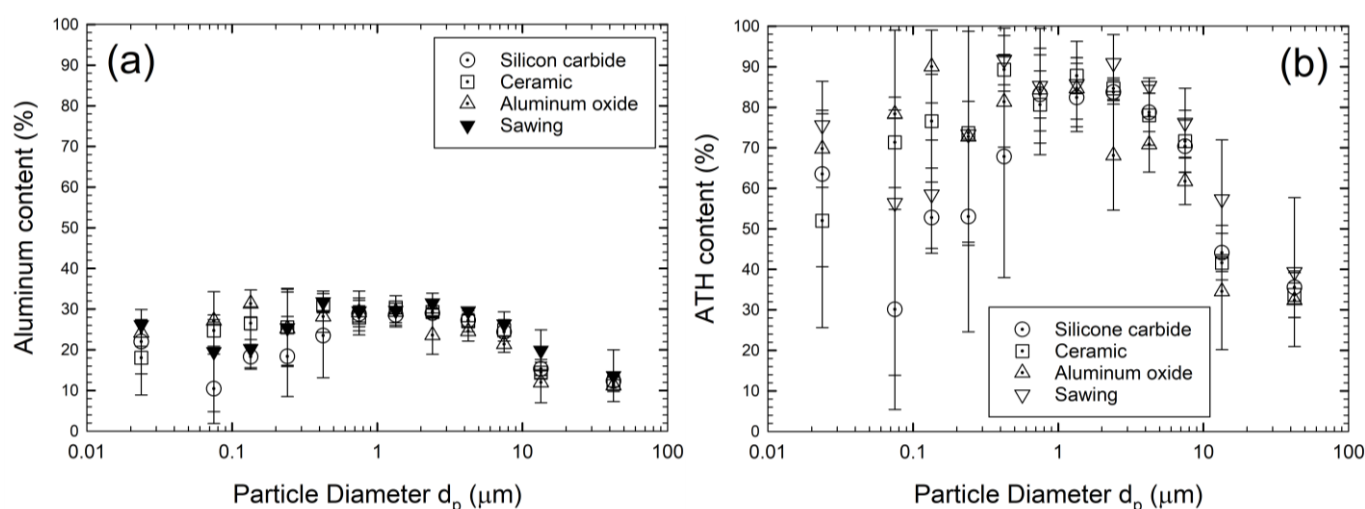 (a)
Silicon carbide
Ceramic
Aluminum oxide
Sawing
Aluminum content (%)
100
90
80
70
60
50
40
30
20
10
0
0.01 0.1 1 10 100
Particle Diameter dp (μm)
(b)
Silicone carbide
Ceramic
Aluminum oxide
Sawing
ATH content (%)
100
90
80
70
60
50
40
30
20
10
0
0.01 0.1 1 10 100
Particle Diameter dp (μm)